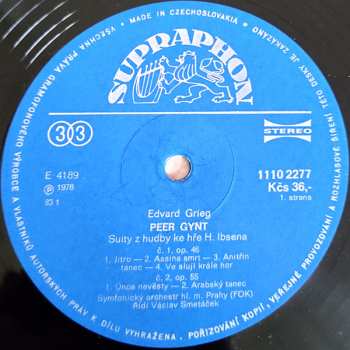 • MADE IN CZECHOSLOVAKIA •
VŠECHNA PRÁVA GRAMOFONOVÉHO VÝROBCE A VLASTNÍKŮ AUTORSKÝCH PRÁV K DÍLU VYHRAŽENA. POŘIZOVÁNÍ KOPIÍ, VEŘEJNÉ PROVOZOVÁNÍ A ROZHLASOVÉ ŠÍŘENÍ TÉTO DESKY JE ZAKÁZÁNO
SUPRAPHON
33
STEREO
E 4189
1110 2277
Ⓟ 1978
Kčs 36,-
1. strana
Edvard Grieg
PEER GYNT
Suity z hudby ke hře H. Ibsena
č. 1, op. 46
1. Jitro — 2. Aasina smrt — 3. Anitřin
tanec — 4. Ve sluji krále hor
č. 2, op. 55
1. Únos nevěsty — 2. Arabský tanec
Symfonický orchestr hl. m. Prahy (FOK)
Řídí Václav Smetáček